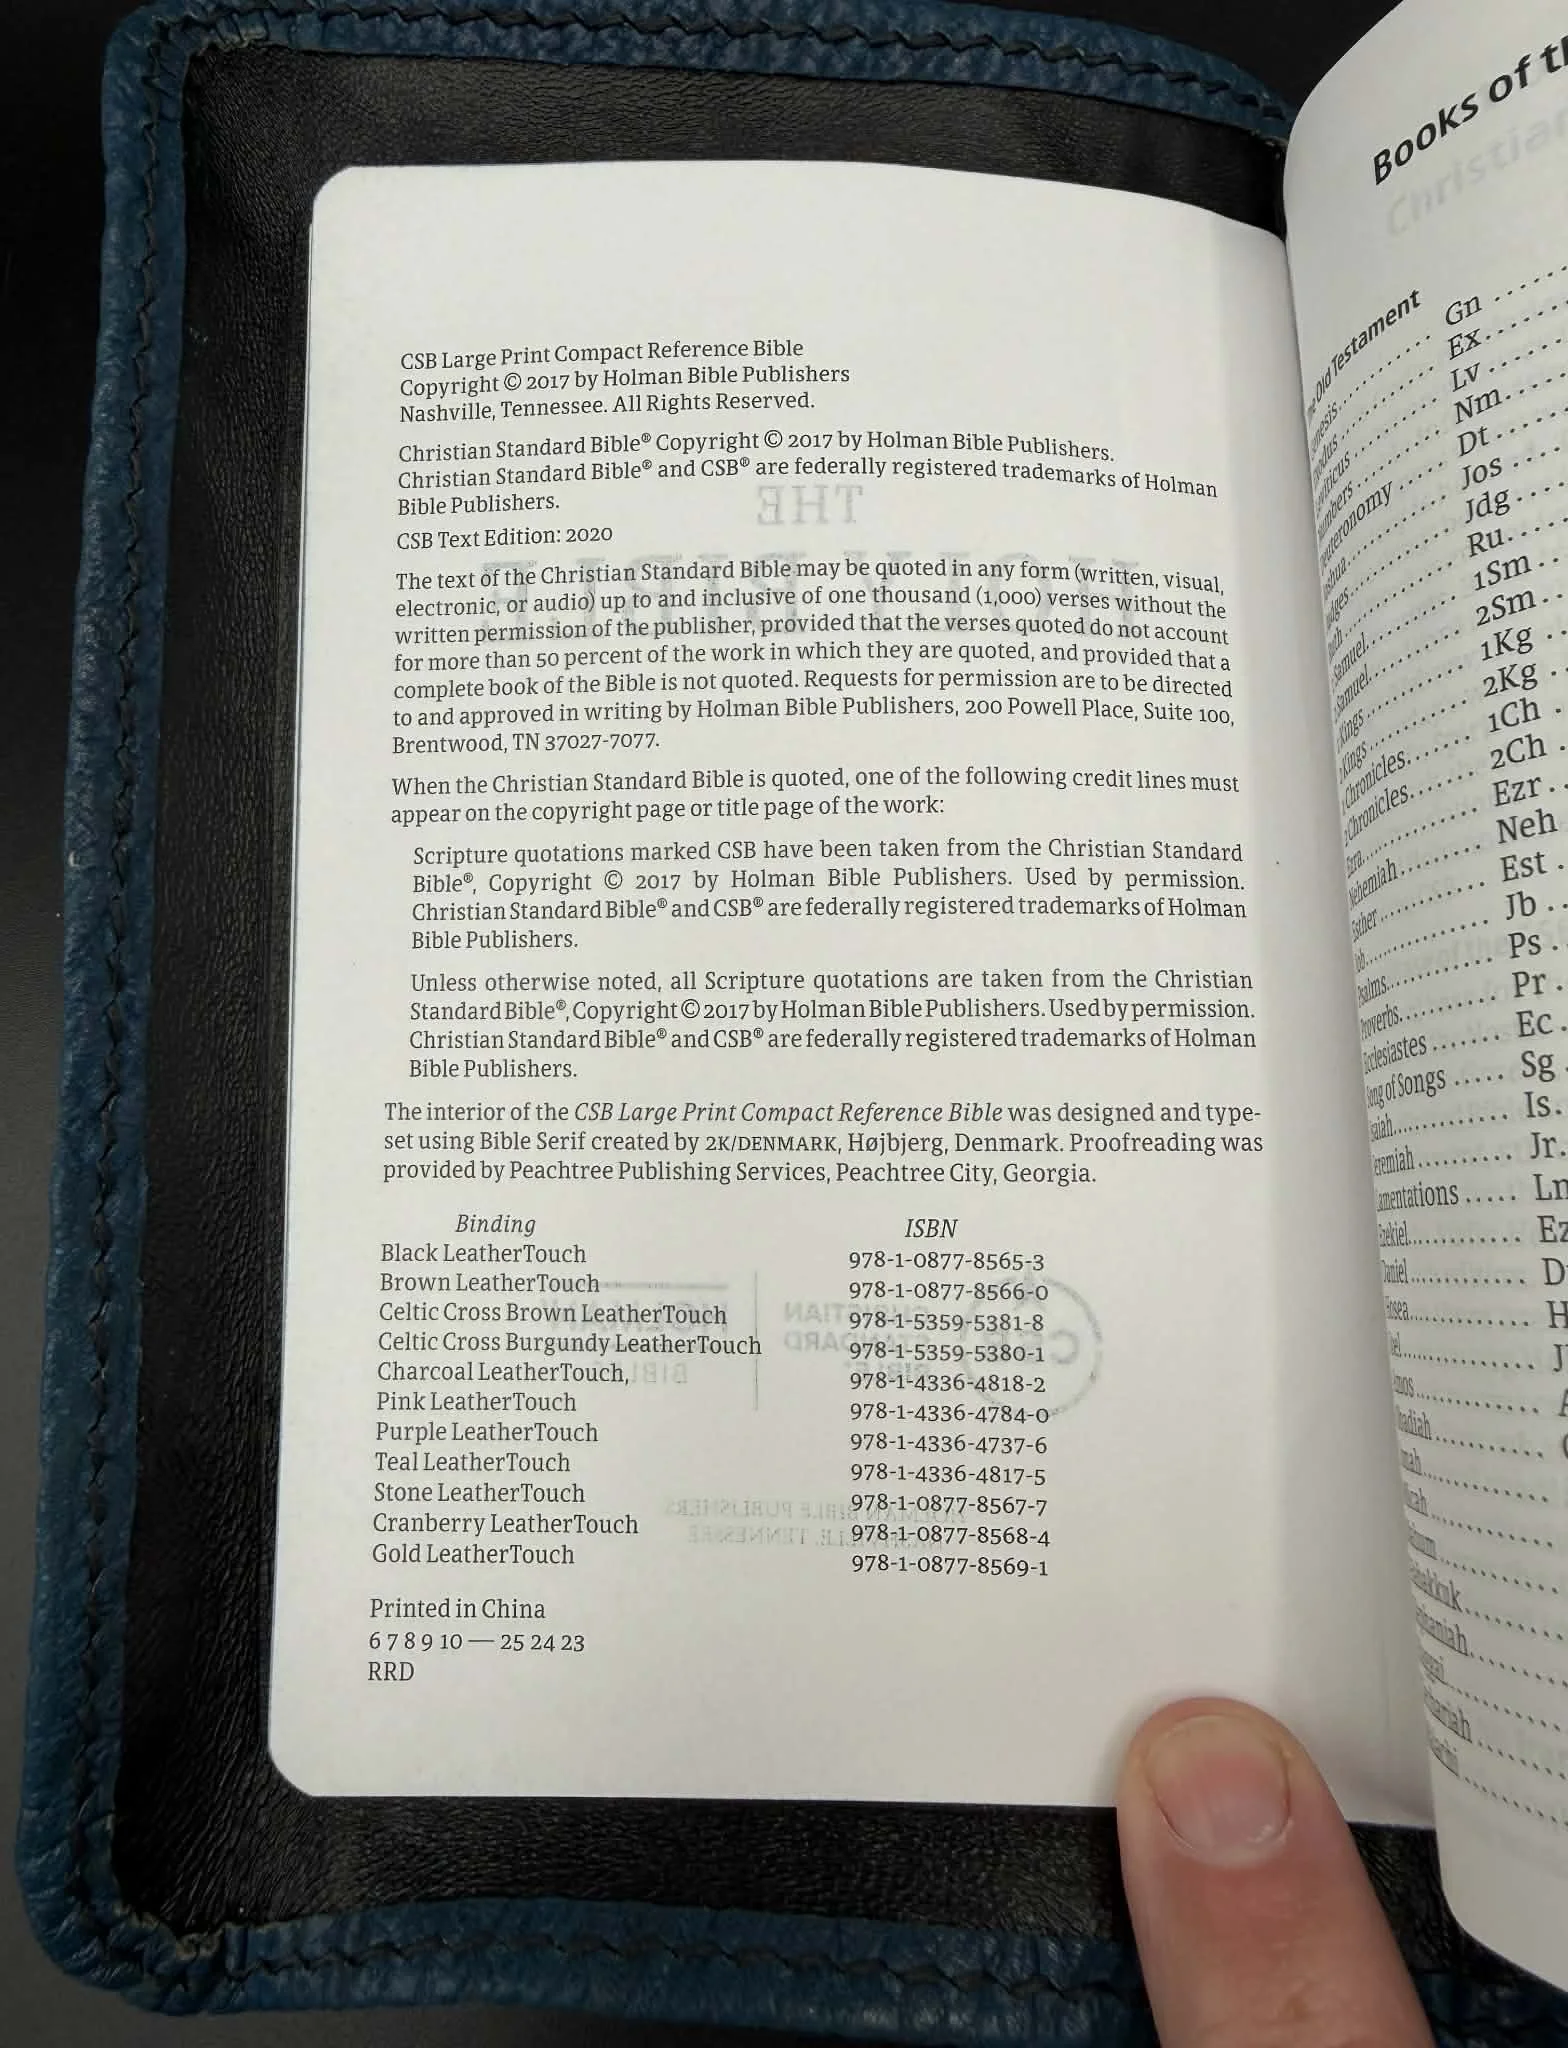 CSB Large Print Compact Reference Bible
Copyright © 2017 by Holman Bible Publishers
Nashville, Tennessee. All Rights Reserved.
Christian Standard Bible® Copyright © 2017 by Holman Bible Publishers.
Christian Standard Bible® and CSB® are federally registered trademarks of Holman
Bible Publishers.
CSB Text Edition: 2020
The text of the Christian Standard Bible may be quoted in any form (written, visual,
electronic, or audio) up to and inclusive of one thousand (1,000) verses without the
written permission of the publisher, provided that the verses quoted do not account
for more than 50 percent of the work in which they are quoted, and provided that a
complete book of the Bible is not quoted. Requests for permission are to be directed
to and approved in writing by Holman Bible Publishers, 200 Powell Place, Suite 100,
Brentwood, TN 37027-7077.
When the Christian Standard Bible is quoted, one of the following credit lines must
appear on the copyright page or title page of the work:
Scripture quotations marked CSB have been taken from the Christian Standard
Bible®, Copyright © 2017 by Holman Bible Publishers. Used by permission.
Christian Standard Bible® and CSB® are federally registered trademarks of Holman
Bible Publishers.
Unless otherwise noted, all Scripture quotations are taken from the Christian
Standard Bible®, Copyright © 2017 by Holman Bible Publishers. Used by permission.
Christian Standard Bible® and CSB® are federally registered trademarks of Holman
Bible Publishers.
The interior of the CSB Large Print Compact Reference Bible was designed and type-
set using Bible Serif created by 2K/DENMARK, Højbjerg, Denmark. Proofreading was
provided by Peachtree Publishing Services, Peachtree City, Georgia.
Binding ISBN
Black LeatherTouch 978-1-0877-8565-3
Brown LeatherTouch 978-1-0877-8566-0
Celtic Cross Brown LeatherTouch 978-1-5359-5381-8
Celtic Cross Burgundy LeatherTouch 978-1-5359-5380-1
Charcoal LeatherTouch, 978-1-4336-4818-2
Pink LeatherTouch 978-1-4336-4784-0
Purple LeatherTouch 978-1-4336-4737-6
Teal LeatherTouch 978-1-4336-4817-5
Stone LeatherTouch 978-1-0877-8567-7
Cranberry LeatherTouch 978-1-0877-8568-4
Gold LeatherTouch 978-1-0877-8569-1
Printed in China
6 7 8 9 10 — 25 24 23
RRD
Books of
Old Testament
Gn
Ex
Lv
Nm
Dt
Jos
Jdg
Ru
1Sm
2Sm
Kings 1Kg
Kings 2Kg
Chronicles 1Ch
Chronicles 2Ch
Ezr
Nehemiah Neh
Esther Est
Jb
Psalms Ps
Proverbs Pr
Ecclesiastes Ec
Song of Songs Sg
Is
Jr
Lamentations
Ezekiel
Daniel